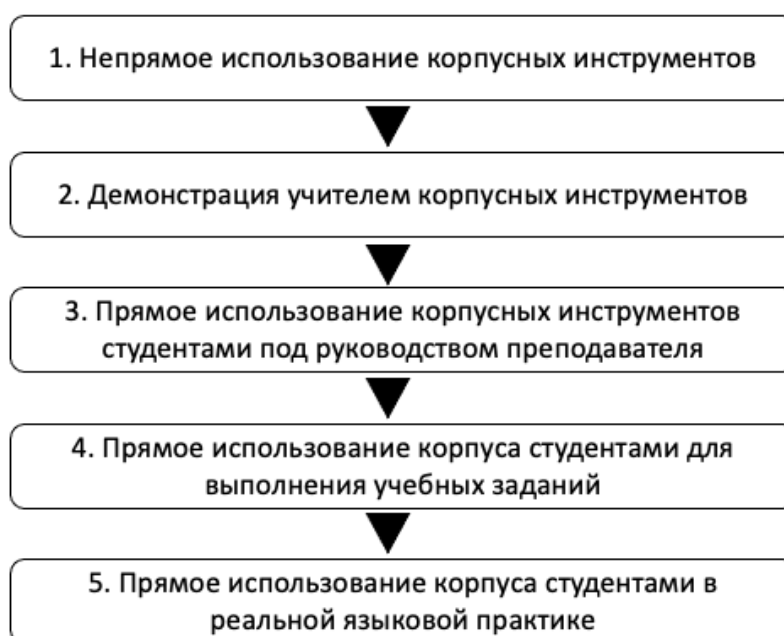 1. Непрямое использование корпусных инструментов
2. Демонстрация учителем корпусных инструментов
3. Прямое использование корпусных инструментов
студентами под руководством преподавателя
4. Прямое использование корпуса студентами для
выполнения учебных заданий
5. Прямое использование корпуса студентами в
реальной языковой практике